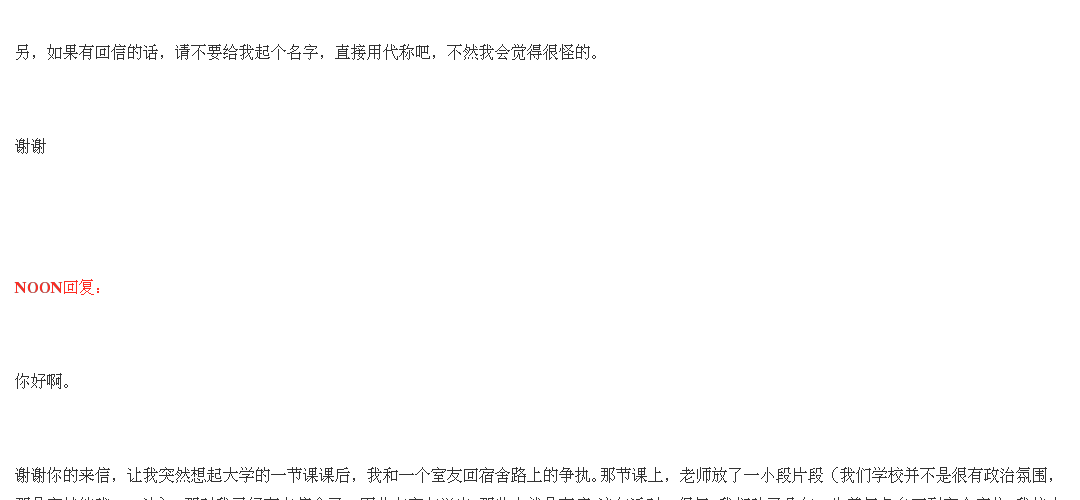 另，如果有回信的话，请不要给我起个名字，直接用代称吧，不然我会觉得很怪的。
谢谢
NOON回复：
你好啊。
谢谢你的来信，让我突然想起大学的一节课课后，我和一个室友回宿舍路上的争执。那节课上，老师放了一小段片段（我们学校并不是很有政治氛围，